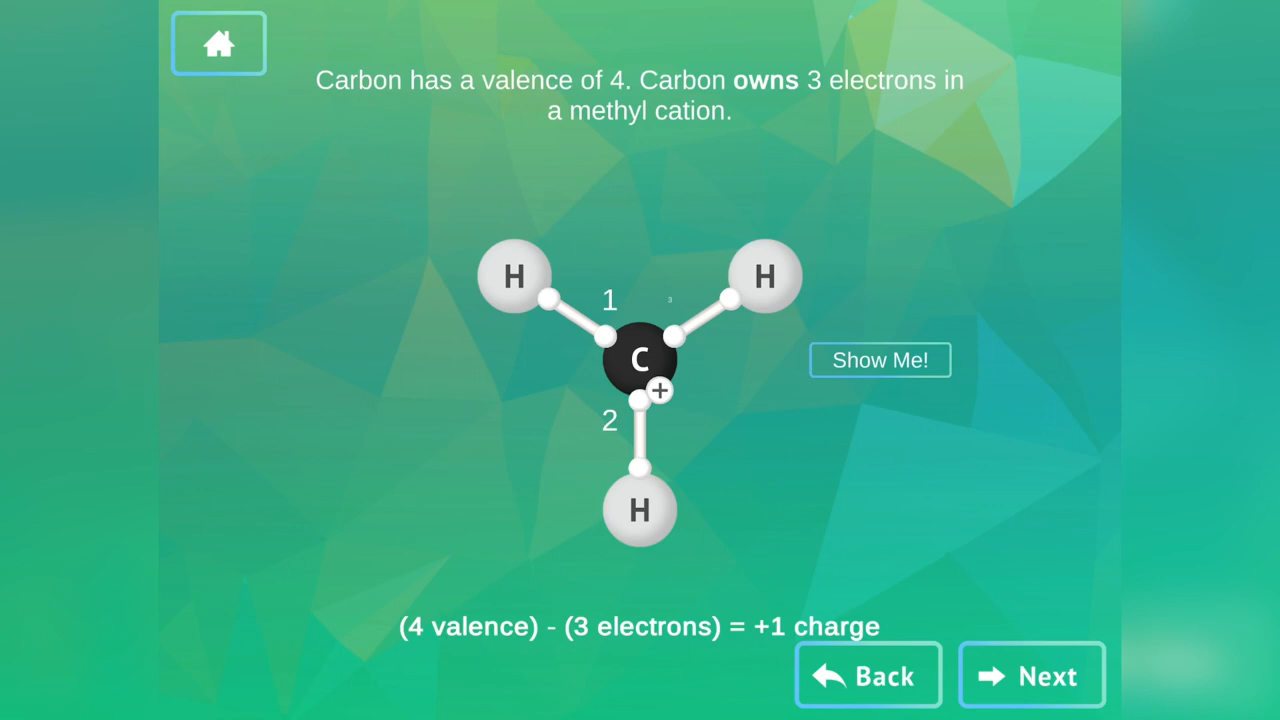 Carbon has a valence of 4. Carbon owns 3 electrons in
a methyl cation.
H
H
1
3
C
+
Show Me!
2
H
(4 valence) - (3 electrons) = +1 charge
Back
Next